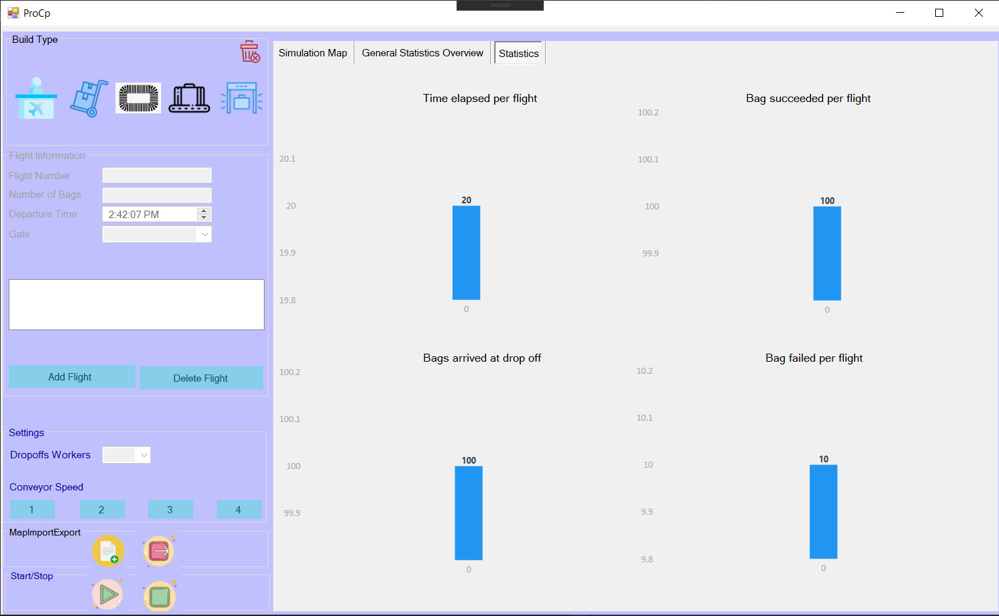 ProCp
Build Type
Flight Information
Flight Number
Number of Bags
Departure Time
2:42:07 PM
Gate
Add Flight
Delete Flight
Settings
Dropoffs Workers
Conveyor Speed
1 2 3 4
MapImportExport
Start/Stop
Simulation Map
General Statistics Overview
Statistics
Time elapsed per flight
20.1
20
19.9
19.8
20
0
Bag succeeded per flight
100.2
100.1
100
99.9
100
0
Bags arrived at drop off
100.2
100.1
100
99.9
100
0
Bag failed per flight
10.2
10.1
10
9.9
9.8
10
0